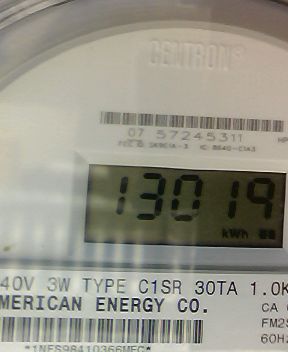 CENTRON®
07 57245311
13019
kWh
40V 3W TYPE C1SR 30TA 1.0K
MERICAN ENERGY CO.
CA
FM2S
60HZ